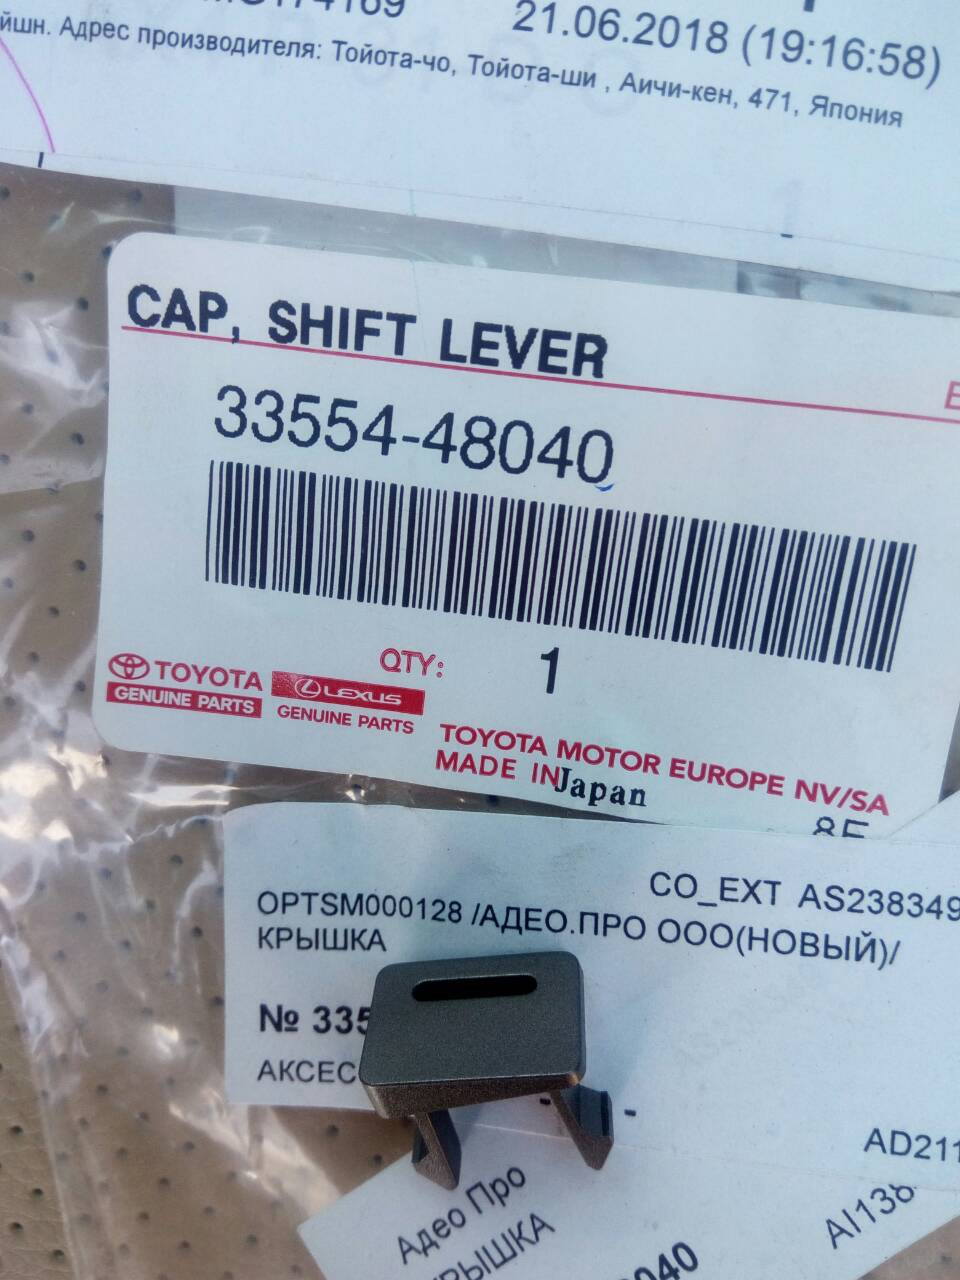 21.06.2018 (19:16:58)
Адрес производителя: Тойота-чо, Тойота-ши , Аичи-кен, 471, Япония
CAP, SHIFT LEVER
33554-48040
QTY: 1
TOYOTA
GENUINE PARTS
LEXUS
GENUINE PARTS
TOYOTA MOTOR EUROPE NV/SA
MADE IN Japan
CO_EXT AS238349
OPTSM000128 /АДЕО.ПРО ООО(НОВЫЙ)/
КРЫШКА
№ 335
АКСЕС
AD211
Адео Про
AI138
РЫШКА
040